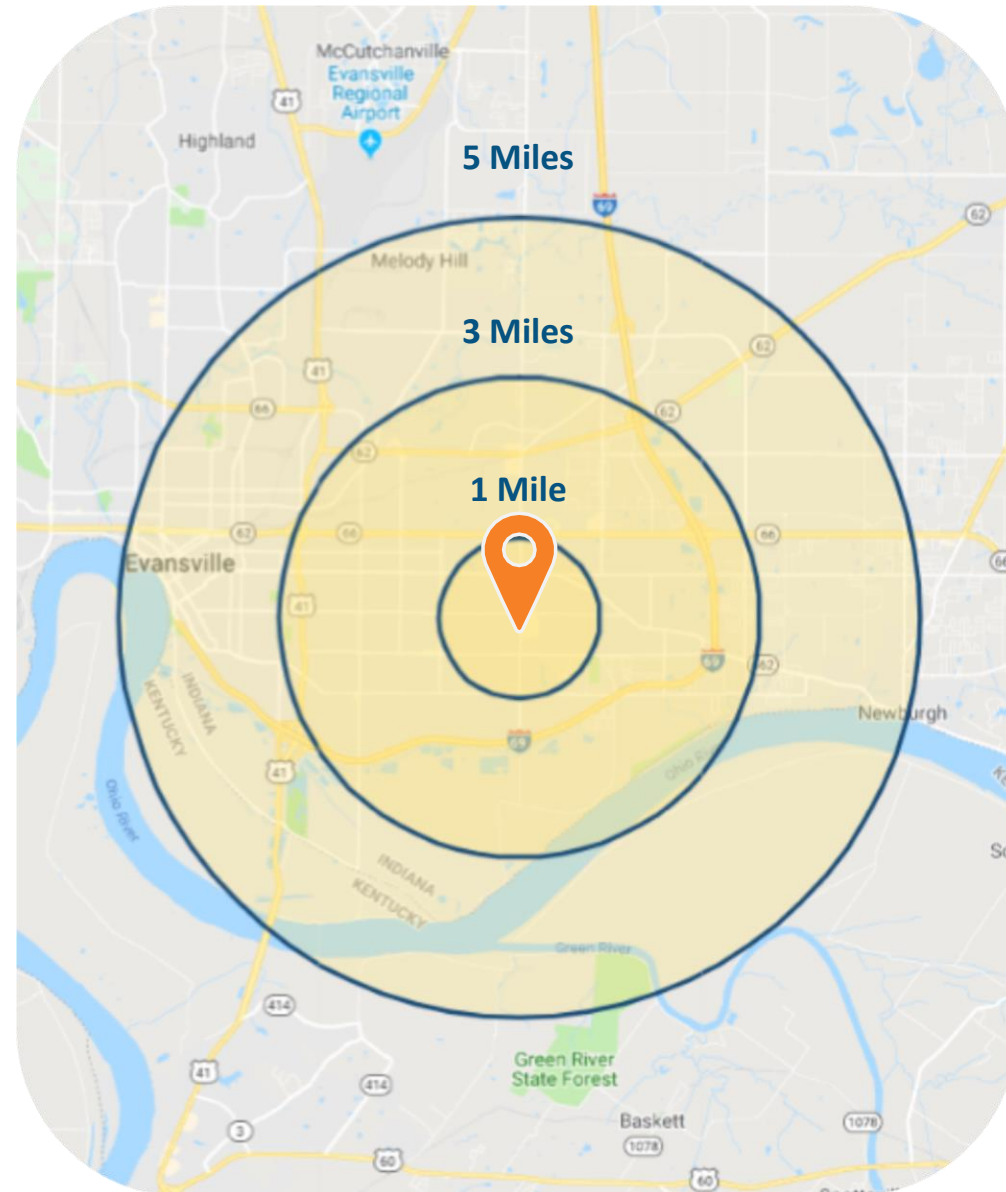 McCutchanville
Evansville
Regional
Airport
41
Highland
5 Miles
69
62
Melody Hill
3 Miles
62
41
66
62
62
1 Mile
62
66
66
Evansville
66
41
69
62
INDIANA
KENTUCKY
Newburgh
69
41
Ohio River
INDIANA
KENTUCKY
Green River
414
Green River
State Forest
41
414
Baskett
1078
3
1078
60
60